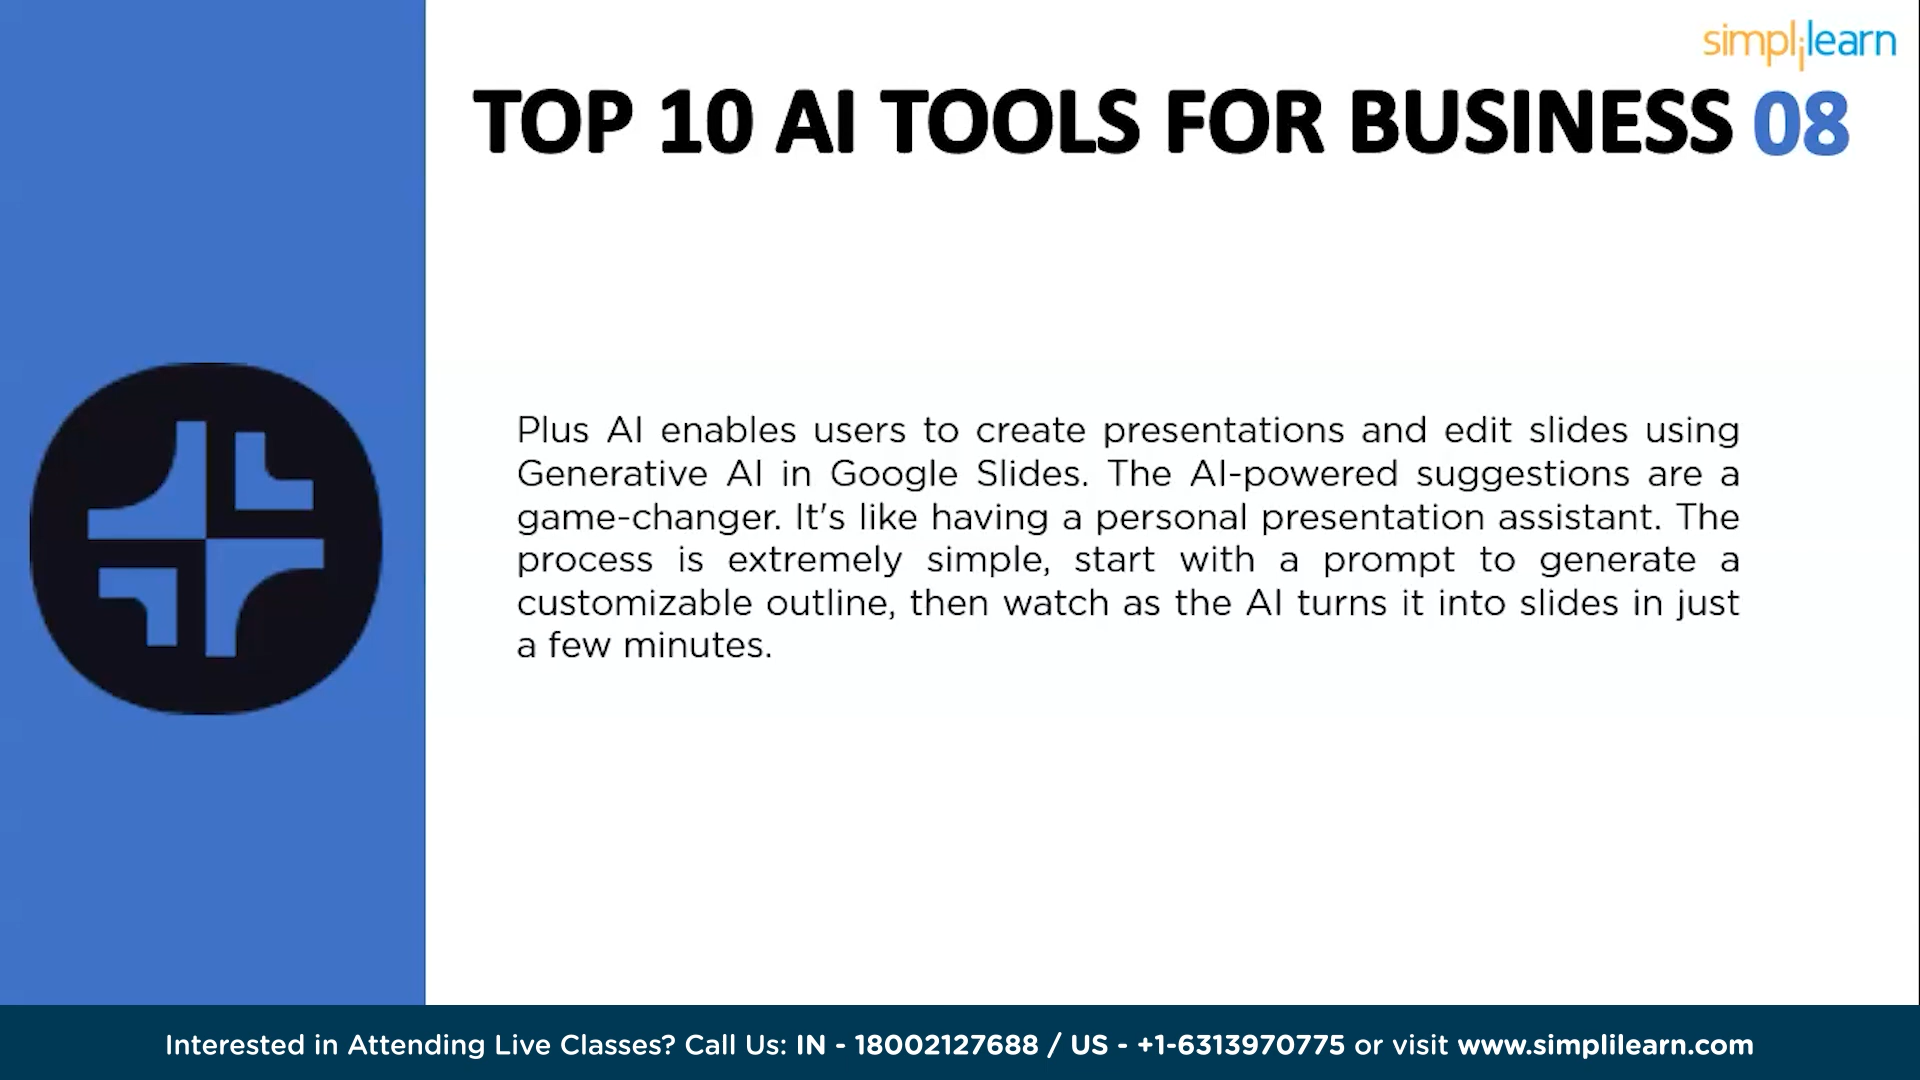 simplilearn
TOP 10 AI TOOLS FOR BUSINESS 08
Plus AI enables users to create presentations and edit slides using
Generative AI in Google Slides. The AI-powered suggestions are a
game-changer. It's like having a personal presentation assistant. The
process is extremely simple, start with a prompt to generate a
customizable outline, then watch as the AI turns it into slides in just
a few minutes.
Interested in Attending Live Classes? Call Us: IN - 18002127688 / US - +1-6313970775 or visit www.simplilearn.com